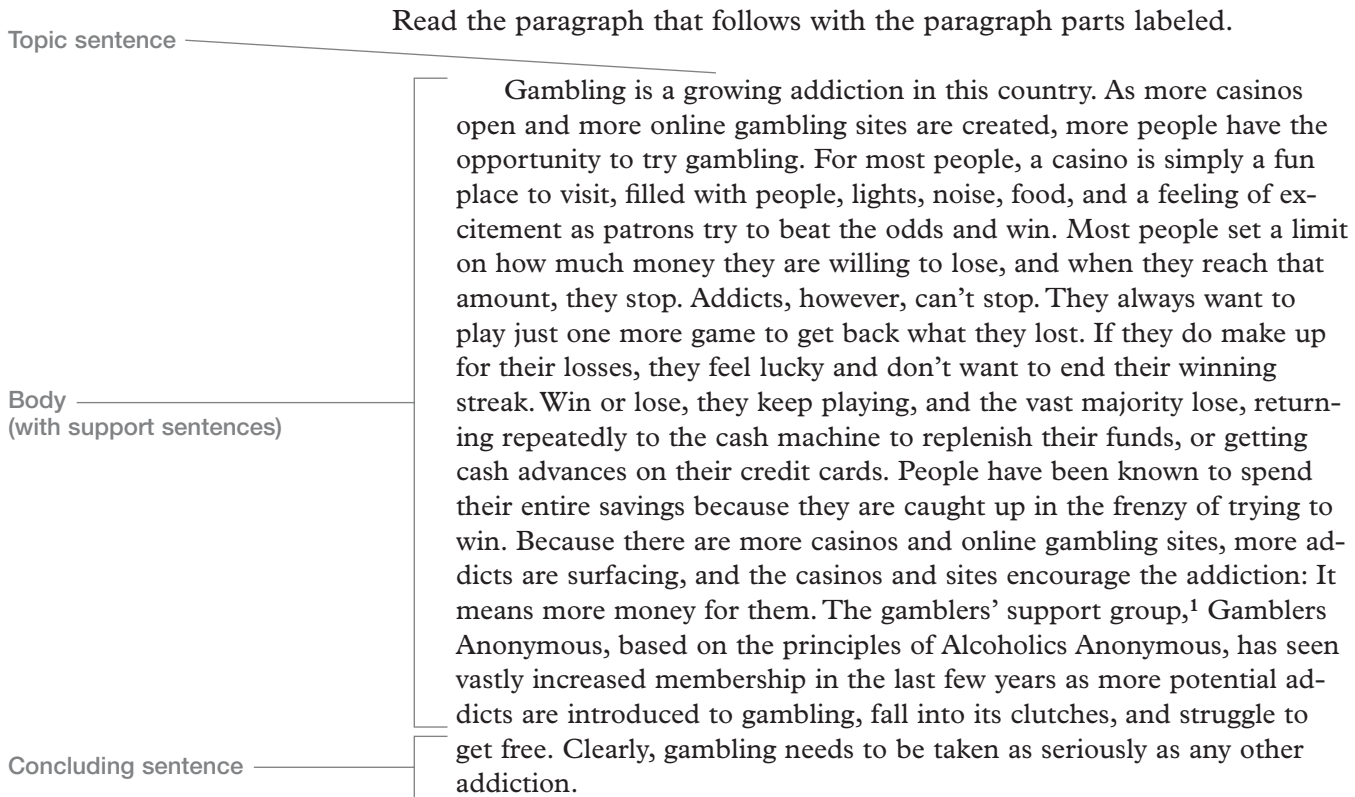 Read the paragraph that follows with the paragraph parts labeled.
Topic sentence
Gambling is a growing addiction in this country. As more casinos
open and more online gambling sites are created, more people have the
opportunity to try gambling. For most people, a casino is simply a fun
place to visit, filled with people, lights, noise, food, and a feeling of ex-
citement as patrons try to beat the odds and win. Most people set a limit
on how much money they are willing to lose, and when they reach that
amount, they stop. Addicts, however, can't stop. They always want to
play just one more game to get back what they lost. If they do make up
for their losses, they feel lucky and don't want to end their winning
streak. Win or lose, they keep playing, and the vast majority lose, return-
ing repeatedly to the cash machine to replenish their funds, or getting
cash advances on their credit cards. People have been known to spend
their entire savings because they are caught up in the frenzy of trying to
win. Because there are more casinos and online gambling sites, more ad-
dicts are surfacing, and the casinos and sites encourage the addiction: It
means more money for them. The gamblers' support group,¹ Gamblers
Anonymous, based on the principles of Alcoholics Anonymous, has seen
vastly increased membership in the last few years as more potential ad-
dicts are introduced to gambling, fall into its clutches, and struggle to
get free. Clearly, gambling needs to be taken as seriously as any other
addiction.
Body
(with support sentences)
Concluding sentence